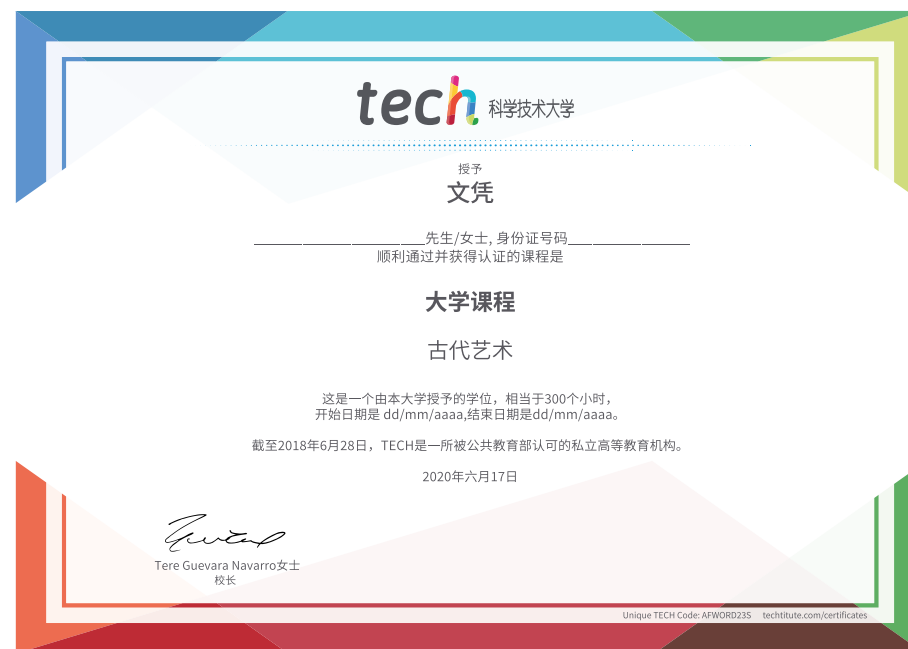 tech 科学技术大学
授予
文凭
________________________先生/女士, 身份证号码_________________
顺利通过并获得认证的课程是
大学课程
古代艺术
这是一个由本大学授予的学位，相当于300个小时，
开始日期是 dd/mm/aaaa,结束日期是dd/mm/aaaa。
截至2018年6月28日，TECH是一所被公共教育部认可的私立高等教育机构。
2020年六月17日
Tere Guevara Navarro女士
校长
Unique TECH Code: AFWORD23S techtitute.com/certificates